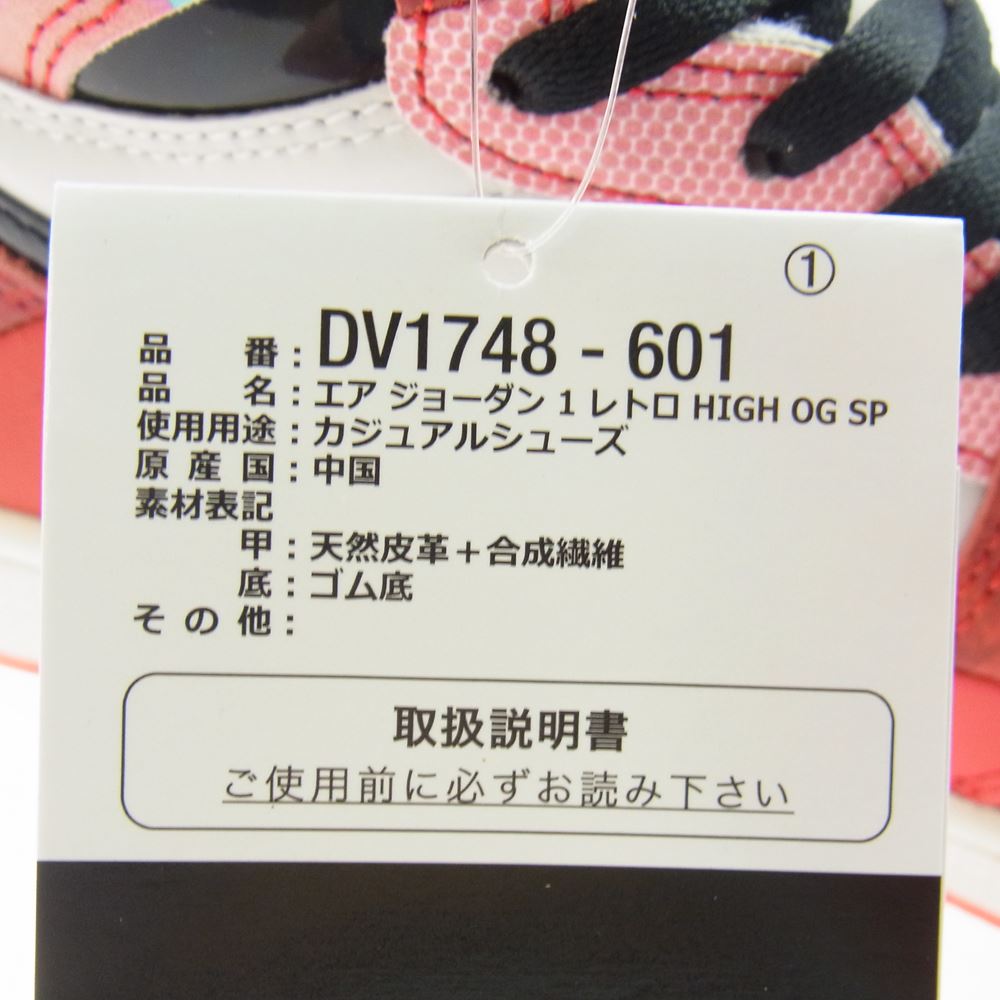 ①
品番：DV1748 - 601
品名：エア ジョーダン 1 レトロ HIGH OG SP
使用用途：カジュアルシューズ
原産国：中国
素材表記
甲：天然皮革＋合成繊維
底：ゴム底
その他：
取扱説明書
ご使用前に必ずお読み下さい